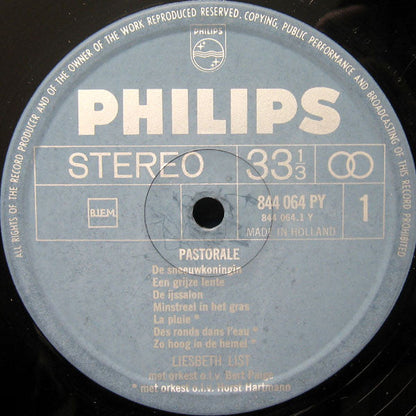 ALL RIGHTS OF THE RECORD PRODUCER AND OF THE OWNER OF THE WORK REPRODUCED RESERVED. COPYING, PUBLIC PERFORMANCE AND BROADCASTING OF THIS RECORD PROHIBITED
PHILIPS
PHILIPS
STEREO 33 1/3
B.I.E.M. 844 064 PY 1
844 064.1 Y
MADE IN HOLLAND
PASTORALE
De sneeuwkoningin
Een grijze lente
De ijssalon
Minstreel in het gras
La pluie *
Des ronds dans l'eau *
Zo hoog in de hemel *
LIESBETH LIST
met orkest o.l.v. Bert Paige
* met orkest o.l.v. Horst Hartmann